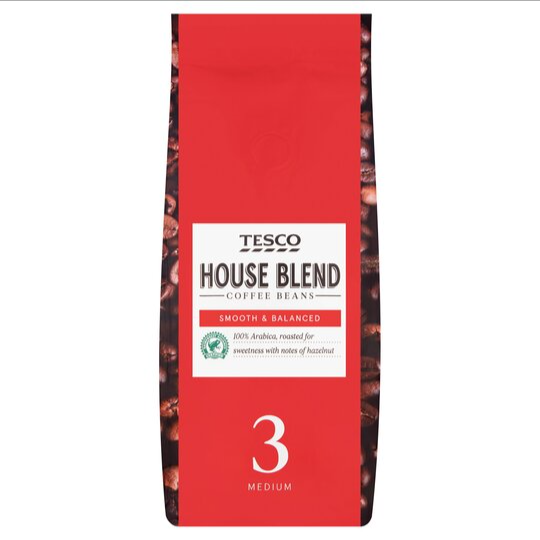 TESCO
HOUSE BLEND
COFFEE BEANS
SMOOTH & BALANCED
100% Arabica, roasted for
sweetness with notes of hazelnut
3
MEDIUM